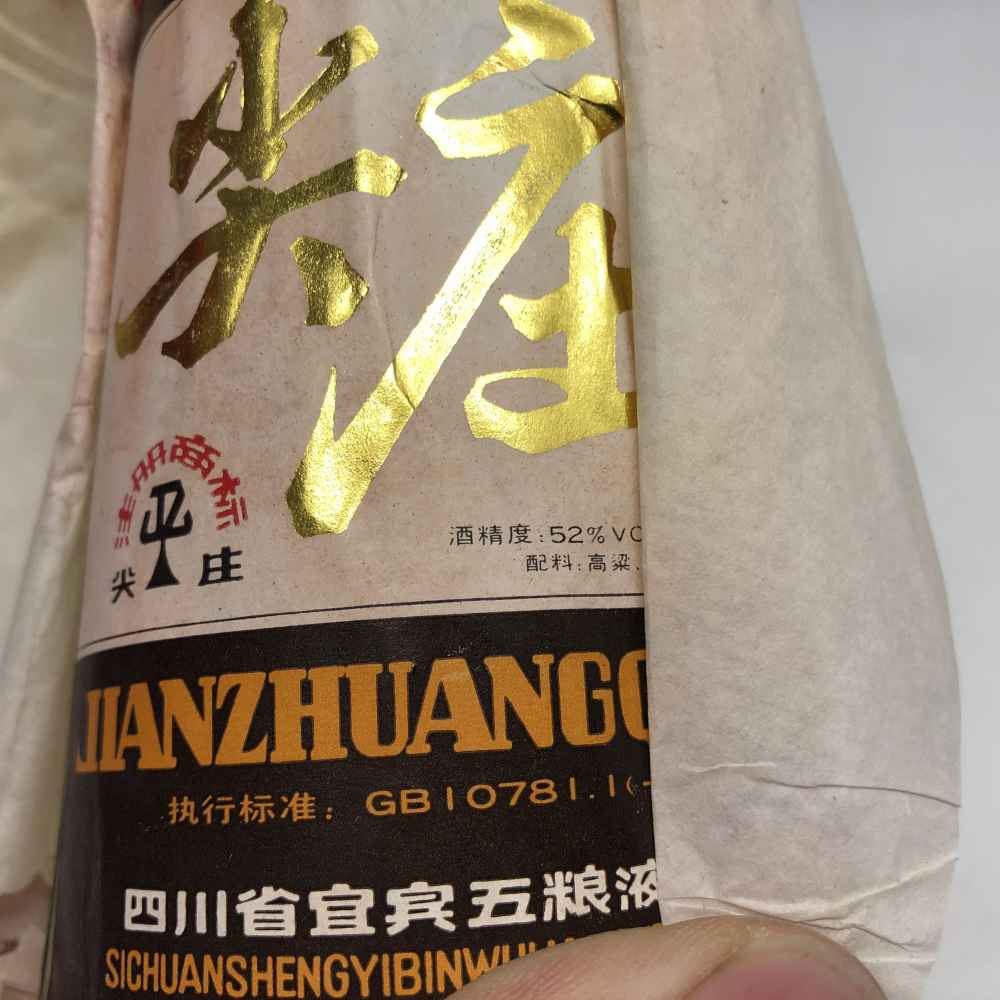 尖庄
注册商标
尖庄
酒精度:52%VO
配料:高粱、
JIANZHUANG
执行标准: GB10781.1(
四川省宜宾五粮液
SICHUANSHENGYIBINWU